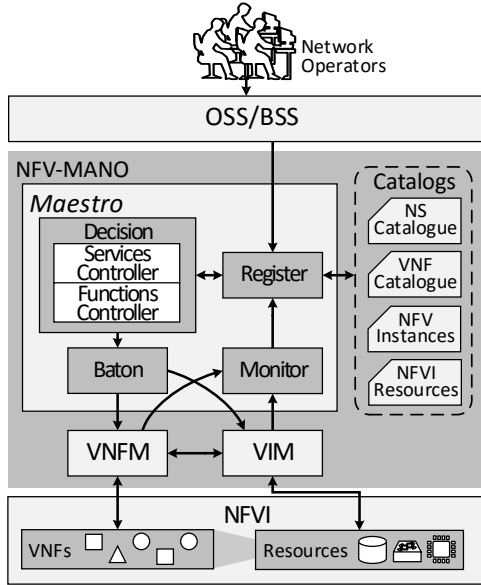 Network
Operators
OSS/BSS
NFV-MANO
Maestro
Decision
Services
Controller
Functions
Controller
Register
Baton
Monitor
Catalogs
NS
Catalogue
VNF
Catalogue
NFV
Instances
NFVI
Resources
VNFM
VIM
NFVI
VNFs
Resources